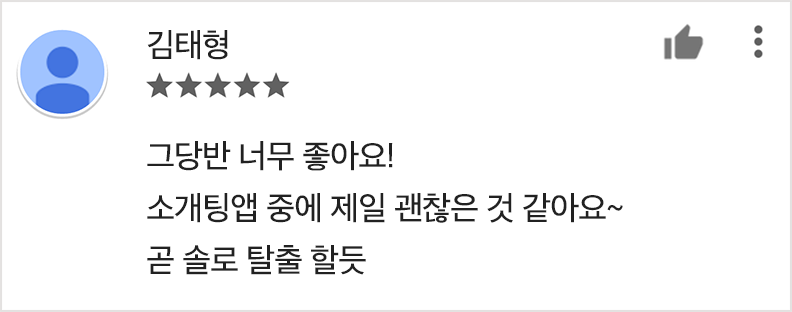 김태형
★★★★★
그당반 너무 좋아요!
소개팅앱 중에 제일 괜찮은 것 같아요~
곧 솔로 탈출 할듯